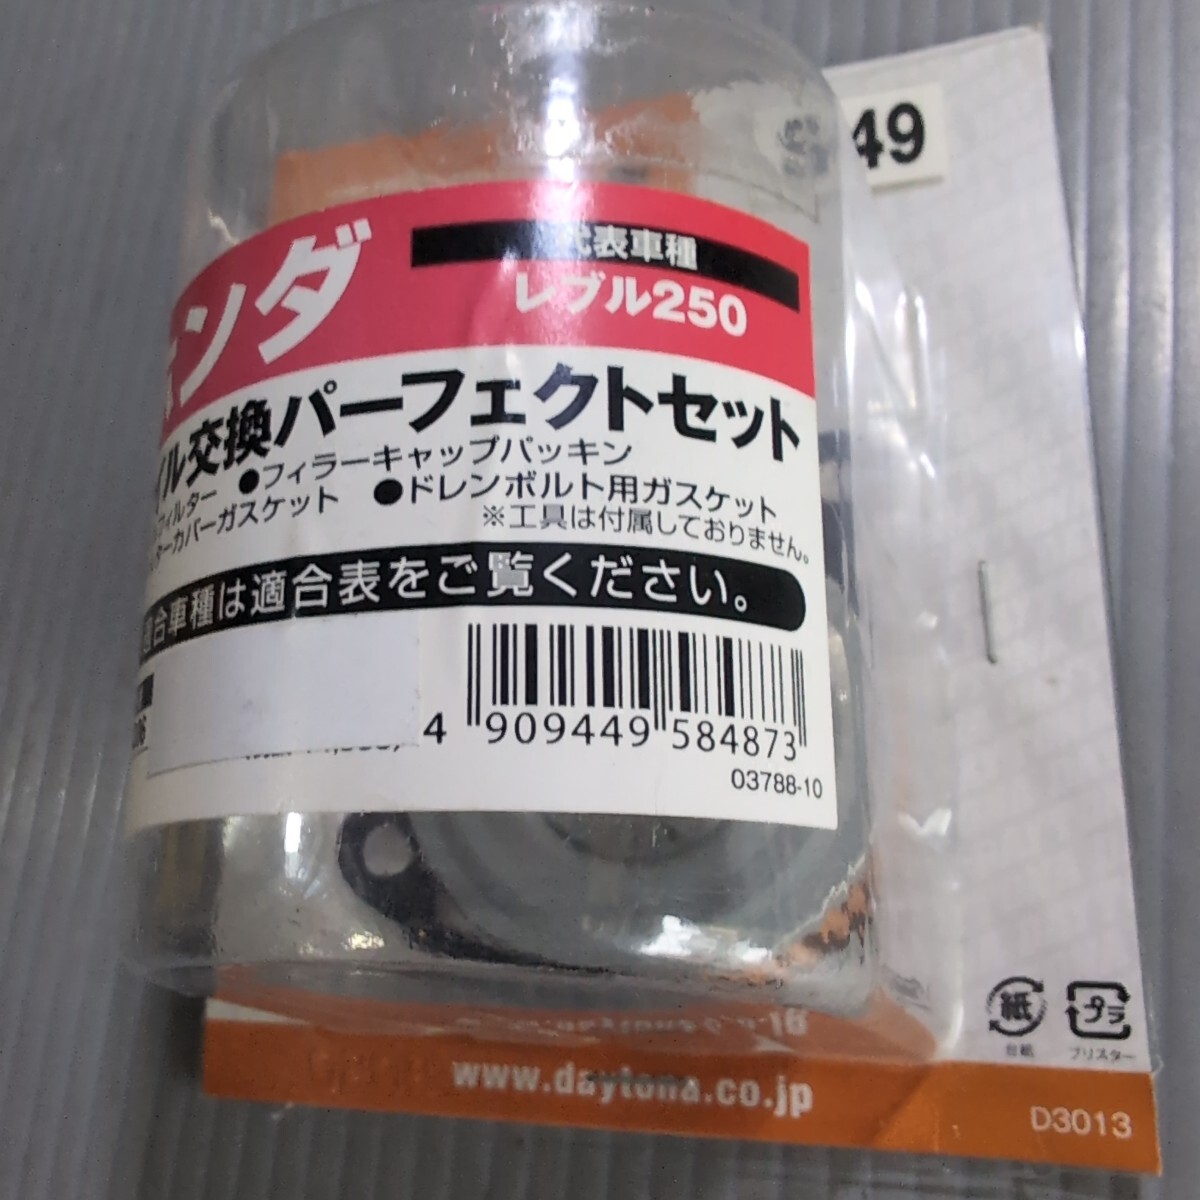 49
ンダ
代表車種
レブル250
イル交換パーフェクトセット
フィルター ●フィラーキャップパッキン
ターカバーガスケット ●ドレンボルト用ガスケット
※工具は付属しておりません。
適合車種は適合表をご覧ください。
4 909449 584873
03788-10
紙
台紙
プラ
ブリスター
www.daytona.co.jp
D3013